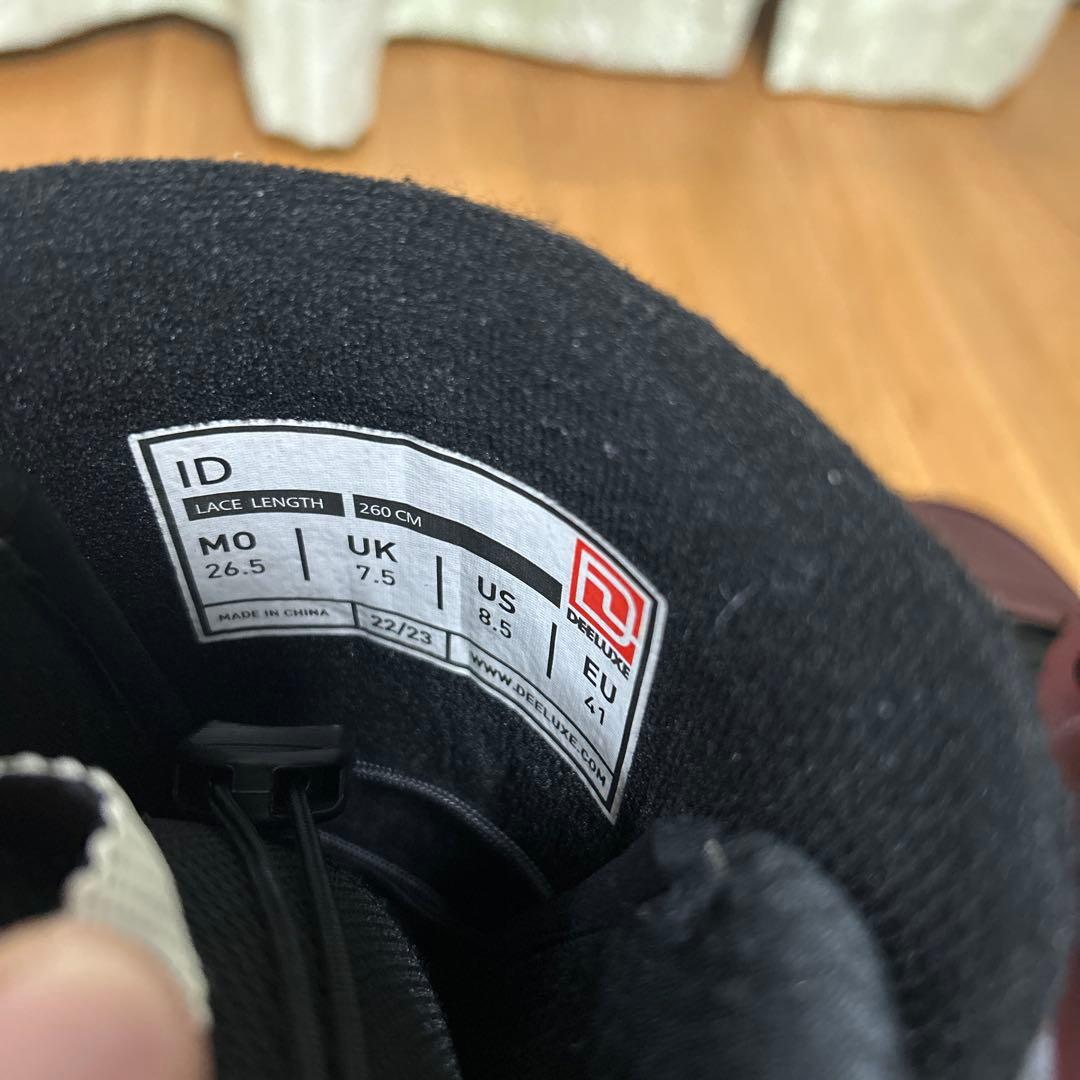 ID
LACE LENGTH 260 CM
MO UK US EU
26.5 7.5 8.5 41
DEELUXE
MADE IN CHINA 22/23 WWW.DEELUXE.COM